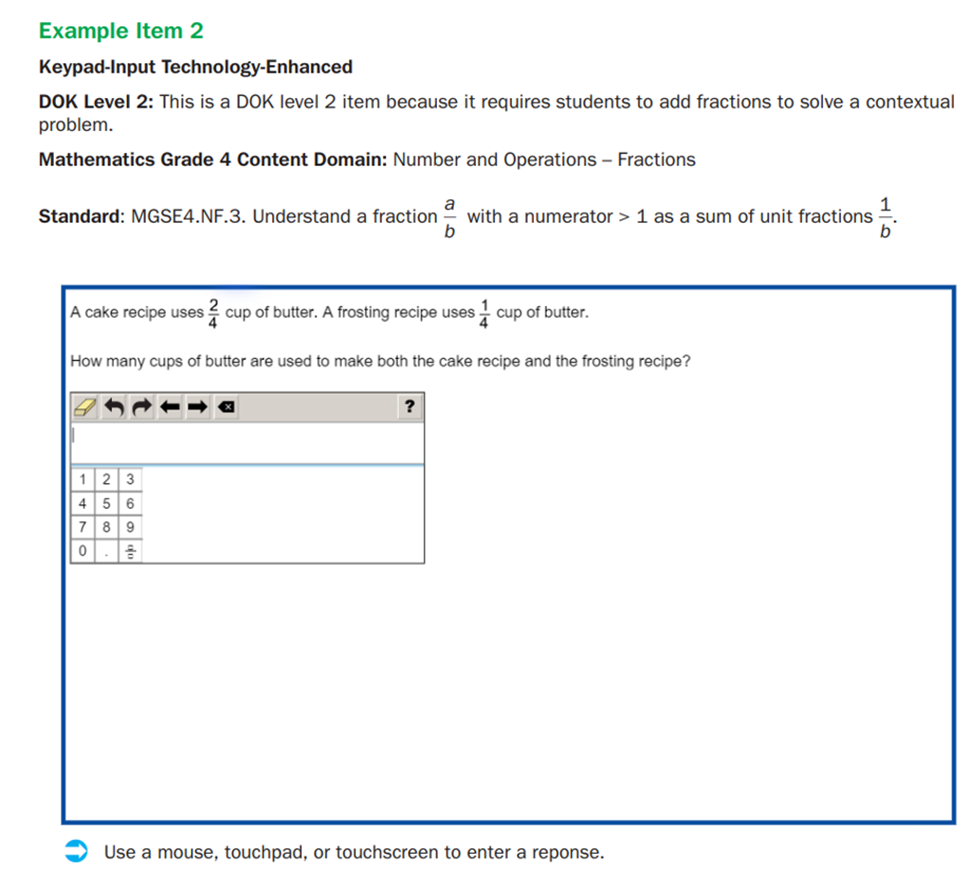 Example Item 2
Keypad-Input Technology-Enhanced
DOK Level 2: This is a DOK level 2 item because it requires students to add fractions to solve a contextual
problem.
Mathematics Grade 4 Content Domain: Number and Operations – Fractions
Standard: MGSE4.NF.3. Understand a fraction a/b with a numerator > 1 as a sum of unit fractions 1/b.
A cake recipe uses 2/4 cup of butter. A frosting recipe uses 1/4 cup of butter.
How many cups of butter are used to make both the cake recipe and the frosting recipe?
?
1 2 3
4 5 6
7 8 9
0 .
Use a mouse, touchpad, or touchscreen to enter a reponse.